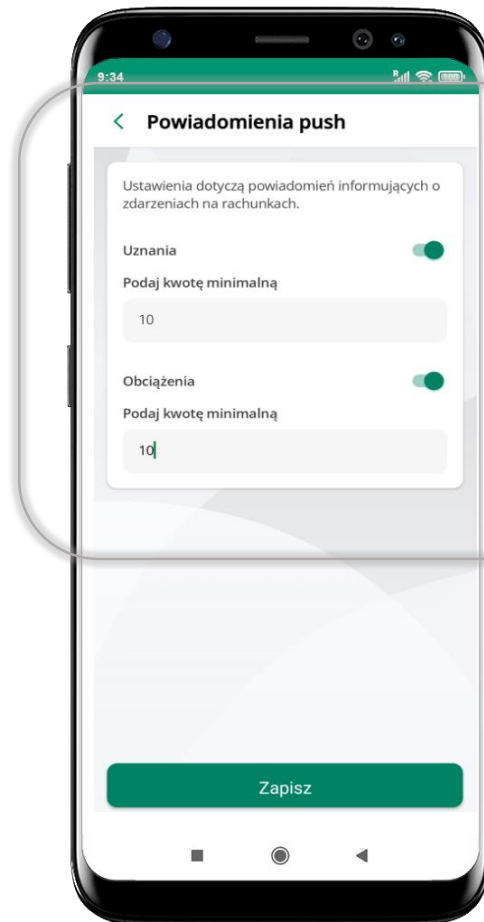 9:34
Powiadomienia push
Ustawienia dotyczą powiadomień informujących o
zdarzeniach na rachunkach.
Uznania
Podaj kwotę minimalną
10
Obciążenia
Podaj kwotę minimalną
10
Zapisz